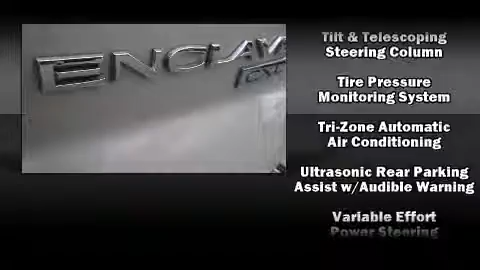 ENCLAVE
Tilt & Telescoping
Steering Column
Tire Pressure
Monitoring System
Tri-Zone Automatic
Air Conditioning
Ultrasonic Rear Parking
Assist w/Audible Warning
Variable Effort
Power Steering